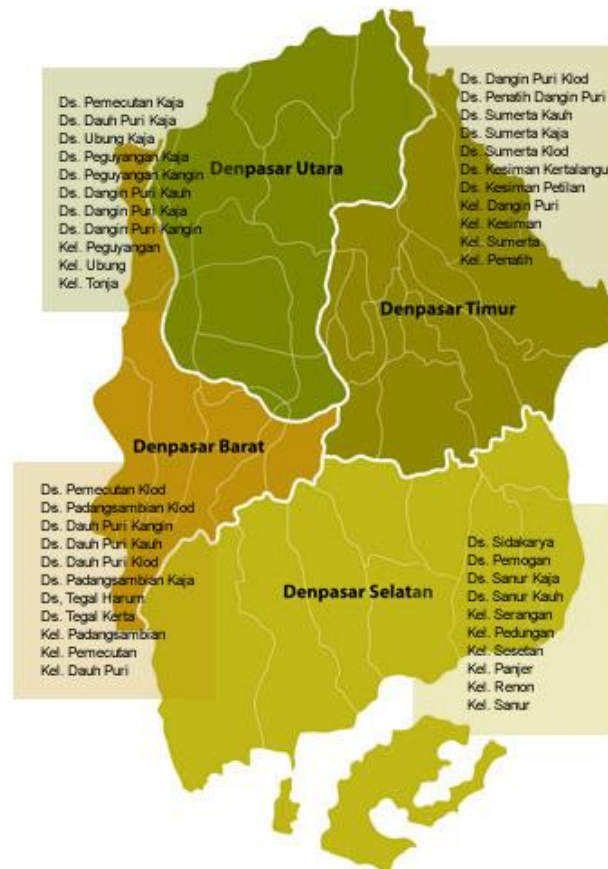 Ds. Pemecutan Kaja
Ds. Dauh Puri Kaja
Ds. Ubung Kaja
Ds. Peguyangan Kaja
Ds. Peguyangan Kangin
Ds. Dangin Puri Kauh
Ds. Dangin Puri Kaja
Ds. Dangin Puri Kangin
Kel. Peguyangan
Kel. Ubung
Kel. Tonja
Denpasar Utara
Ds. Dangin Puri Klod
Ds. Penatih Dangin Puri
Ds. Sumerta Kauh
Ds. Sumerta Kaja
Ds. Sumerta Klod
Ds. Kesiman Kertalangu
Ds. Kesiman Petilan
Kel. Dangin Puri
Kel. Kesiman
Kel. Sumerta
Kel. Penatih
Denpasar Timur
Denpasar Barat
Ds. Pemecutan Klod
Ds. Padangsambian Klod
Ds. Dauh Puri Kangin
Ds. Dauh Puri Kauh
Ds. Dauh Puri Klod
Ds. Padangsambian Kaja
Ds, Tegal Harum
Ds. Tegal Kerta
Kel. Padangsambian
Kel. Pemecutan
Kel. Dauh Puri
Denpasar Selatan
Ds. Sidakarya
Ds. Pemogan
Ds. Sanur Kaja
Ds. Sanur Kauh
Kel. Serangan
Kel. Pedungan
Kel. Sesetan
Kel. Panjer
Kel. Renon
Kel. Sanur